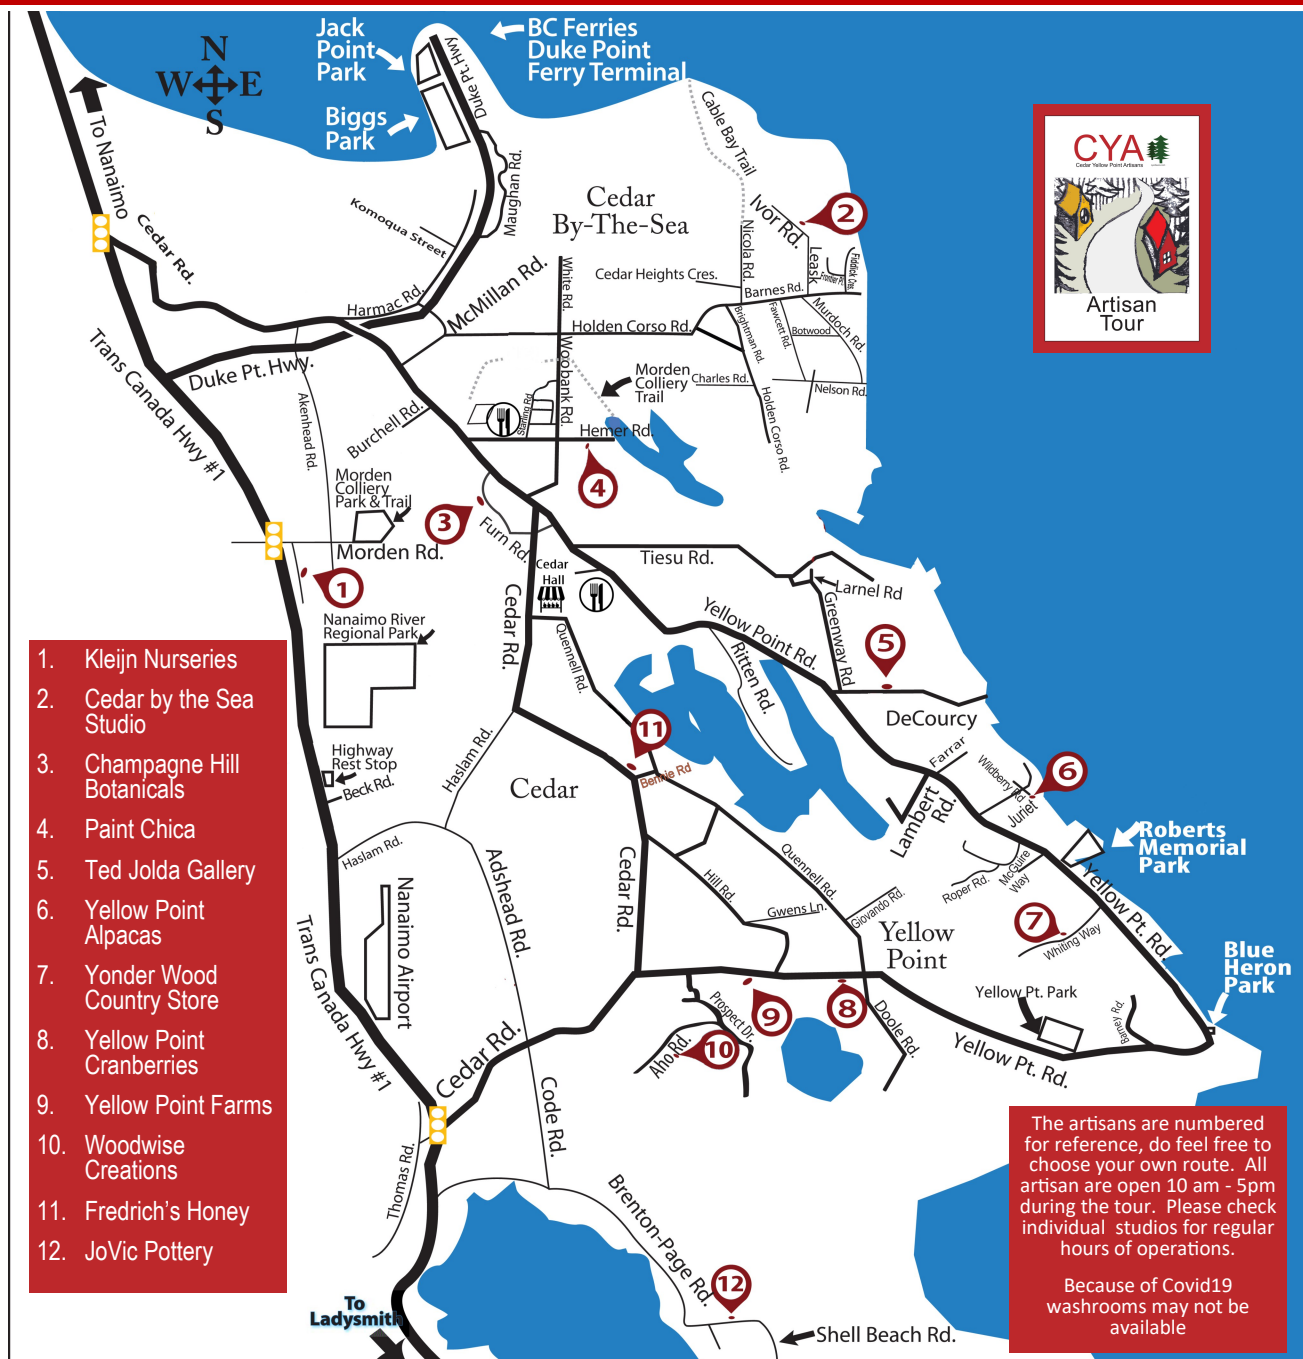 Jack
Point
Park
BC Ferries
Duke Point
Ferry Terminal
Biggs
Park
N
W E
S
To Nanaimo
Cedar Rd.
Duke Pt. Hwy
Maughan Rd.
Komoqua Street
Harmac Rd.
McMillan Rd.
Cedar
By-The-Sea
Cable Bay Trail
Ivor Rd.
2
Nicola Rd.
Leask
Frontier Pl.
Fiddick Cres.
Cedar Heights Cres.
Barnes Rd.
White Rd.
Holden Corso Rd.
Brightman Rd.
Fawcett Rd.
Botwood
Murdoch Rd.
CYA
Cedar Yellow Point Artisans
Artisan
Tour
Trans Canada Hwy #1
Duke Pt. Hwy.
Akenhead Rd.
Burchell Rd.
Woobank Rd.
Starling Rd
Morden
Colliery
Trail
Charles Rd.
Nelson Rd.
Holden Corso Rd.
Hemer Rd.
4
Morden
Colliery
Park & Trail
Morden Rd.
3
Furn Rd.
1
Cedar
Hall
Tiesu Rd.
Larnel Rd
Greenway Rd
Cedar Rd.
Quennell Rd.
Yellow Point Rd.
Ritten Rd.
5
DeCourcy
Nanaimo River
Regional Park
Highway
Rest Stop
Beck Rd.
Haslam Rd.
Haslam Rd.
Cedar
11
Bennie Rd
Farrar
Wildberry Rd
Juriet
6
Lambert
Rd.
Roberts
Memorial
Park
Adshead Rd.
Cedar Rd.
Quennell Rd.
Hill Rd.
Gwens Ln.
Giovando Rd.
Roper Rd.
McGuire
Way
Yellow Pt. Rd.
Yellow
Point
7
Whiting Way
Blue
Heron
Park
Nanaimo Airport
Trans Canada Hwy #1
Yellow Pt. Park
Barney Rd.
Prospect Dr.
9
8
Doole Rd.
Yellow Pt. Rd.
Aho Rd.
10
Cedar Rd.
Code Rd.
Thomas Rd.
Brenton-Page Rd.
12
Shell Beach Rd.
To
Ladysmith
1. Kleijn Nurseries
2. Cedar by the Sea
Studio
3. Champagne Hill
Botanicals
4. Paint Chica
5. Ted Jolda Gallery
6. Yellow Point
Alpacas
7. Yonder Wood
Country Store
8. Yellow Point
Cranberries
9. Yellow Point Farms
10. Woodwise
Creations
11. Fredrich's Honey
12. JoVic Pottery
The artisans are numbered
for reference, do feel free to
choose your own route. All
artisan are open 10 am - 5pm
during the tour. Please check
individual studios for regular
hours of operations.
Because of Covid19
washrooms may not be
available